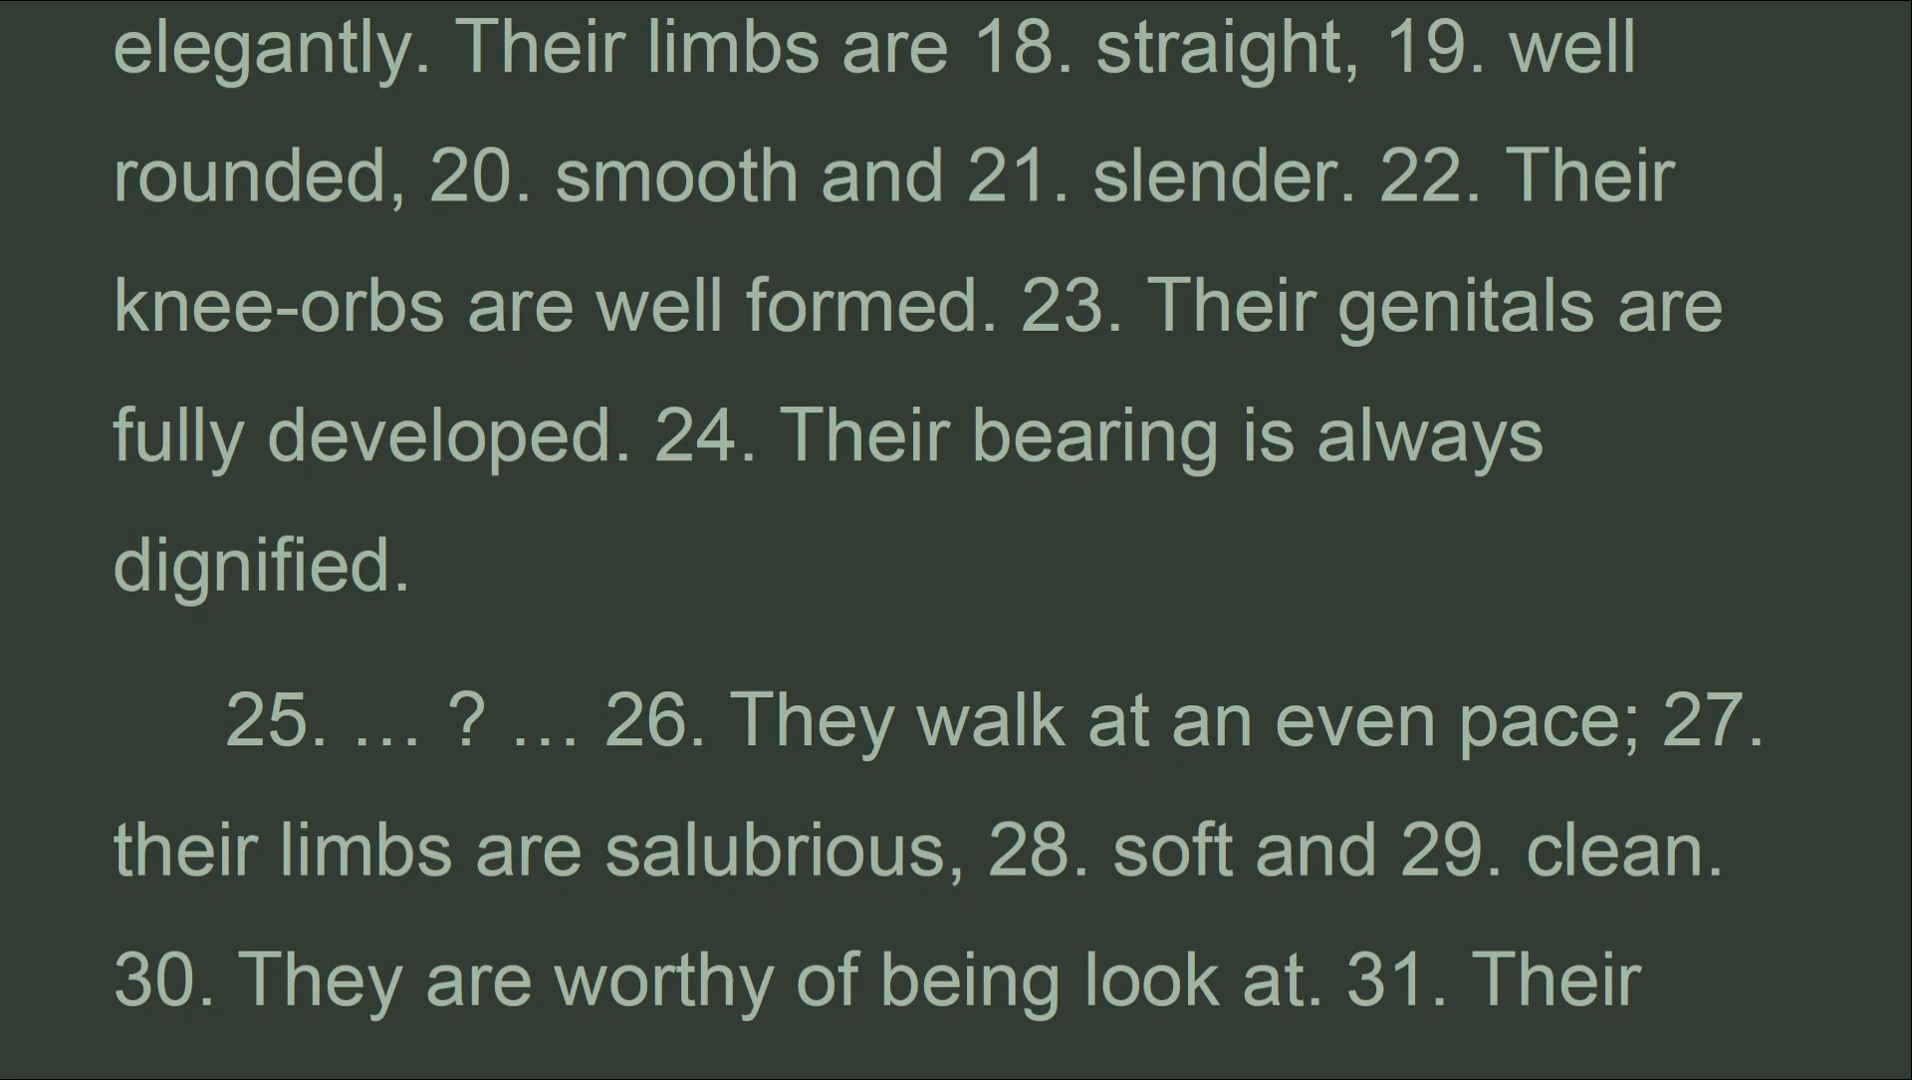 elegantly. Their limbs are 18. straight, 19. well
rounded, 20. smooth and 21. slender. 22. Their
knee-orbs are well formed. 23. Their genitals are
fully developed. 24. Their bearing is always
dignified.
25. … ? … 26. They walk at an even pace; 27.
their limbs are salubrious, 28. soft and 29. clean.
30. They are worthy of being look at. 31. Their